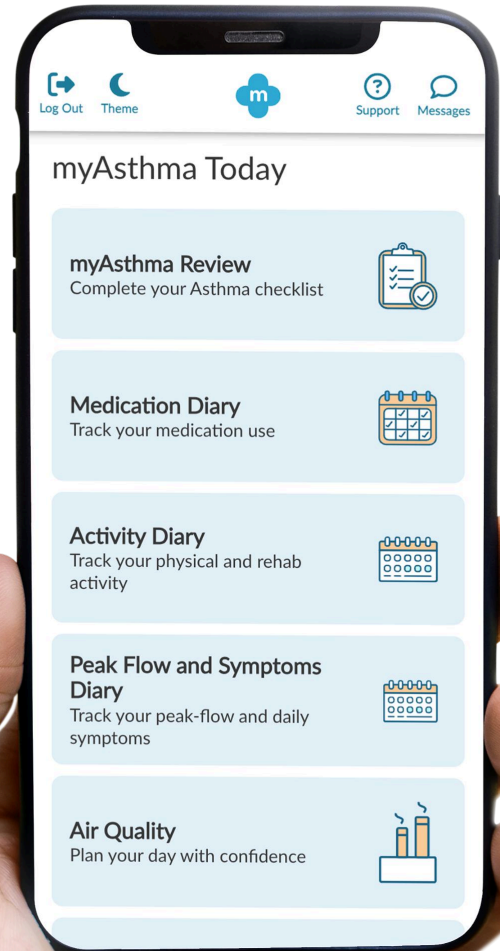 Log Out
Theme
m
Support
Messages
myAsthma Today
myAsthma Review
Complete your Asthma checklist
Medication Diary
Track your medication use
Activity Diary
Track your physical and rehab
activity
Peak Flow and Symptoms
Diary
Track your peak-flow and daily
symptoms
Air Quality
Plan your day with confidence